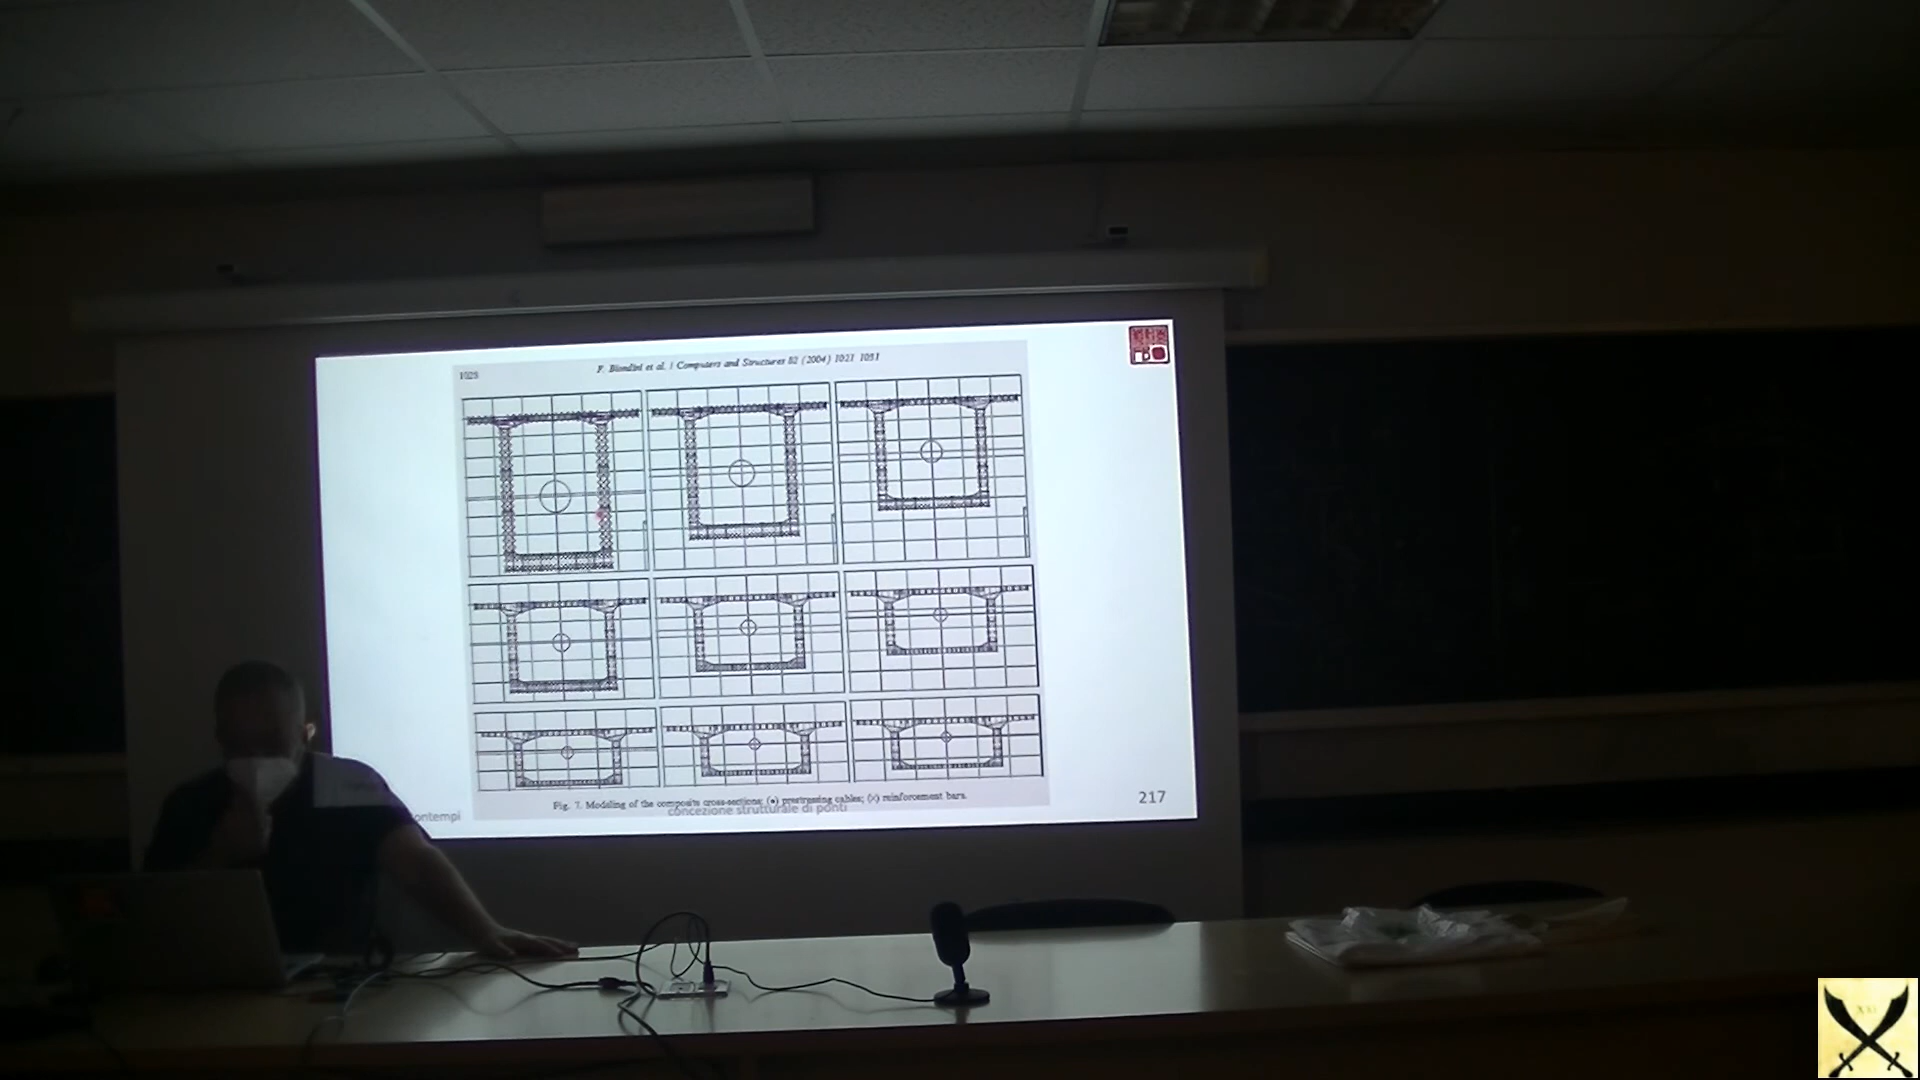 1028
F. Biondini et al. / Computers and Structures 82 (2004) 1021 1051
Fig. 7. Modeling of the composite cross-sections: (•) prestressing cables; (×) reinforcement bars.
ontempi
concezione strutturale di ponti
217